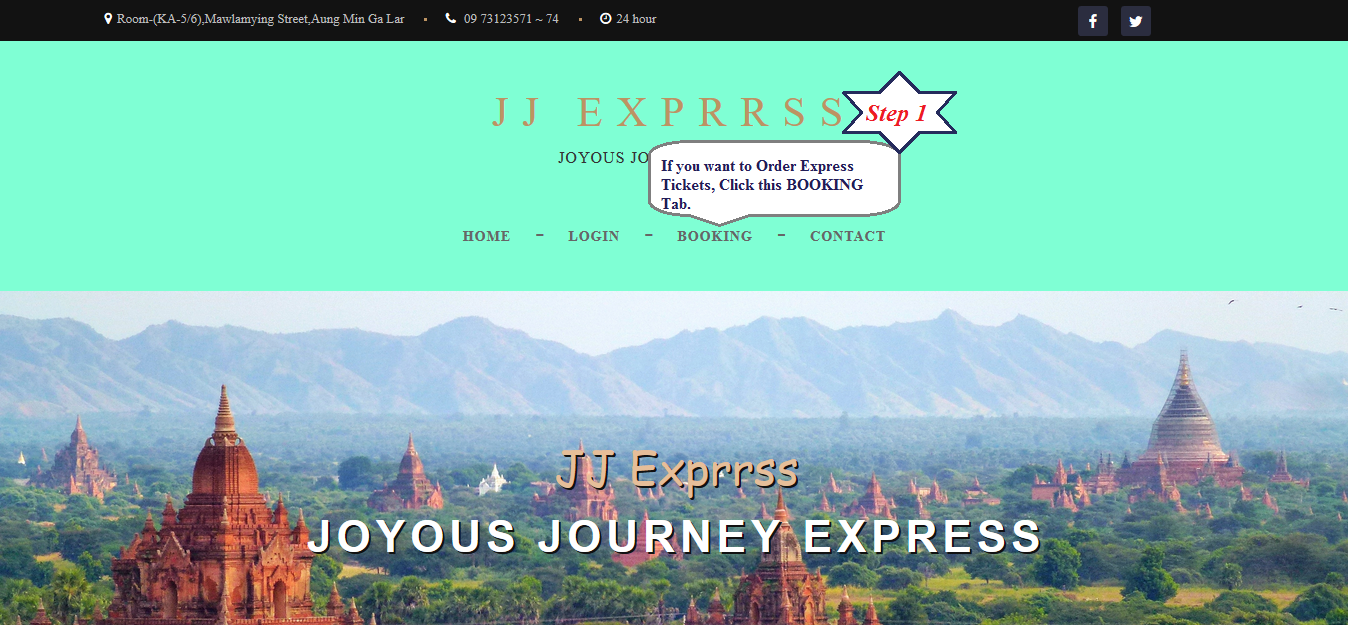 Room-(KA-5/6),Mawlamying Street,Aung Min Ga Lar
09 73123571 ~ 74
24 hour
JJ EXPRRSS
Step 1
JOYOUS JO
If you want to Order Express
Tickets, Click this BOOKING
Tab.
HOME - LOGIN - BOOKING - CONTACT
JJ Exprrss
JOYOUS JOURNEY EXPRESS